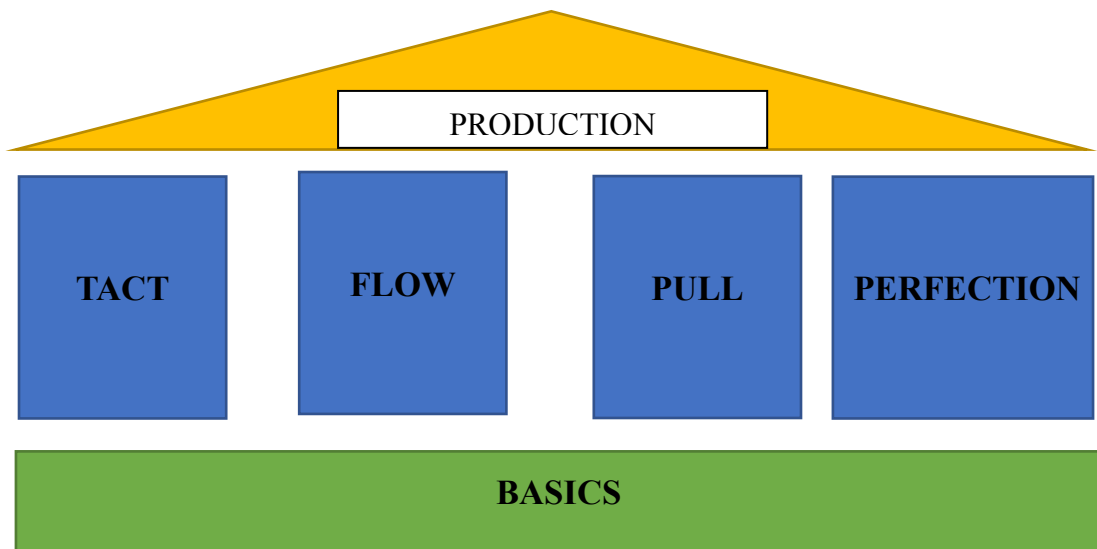 PRODUCTION
TACT
FLOW
PULL
PERFECTION
BASICS